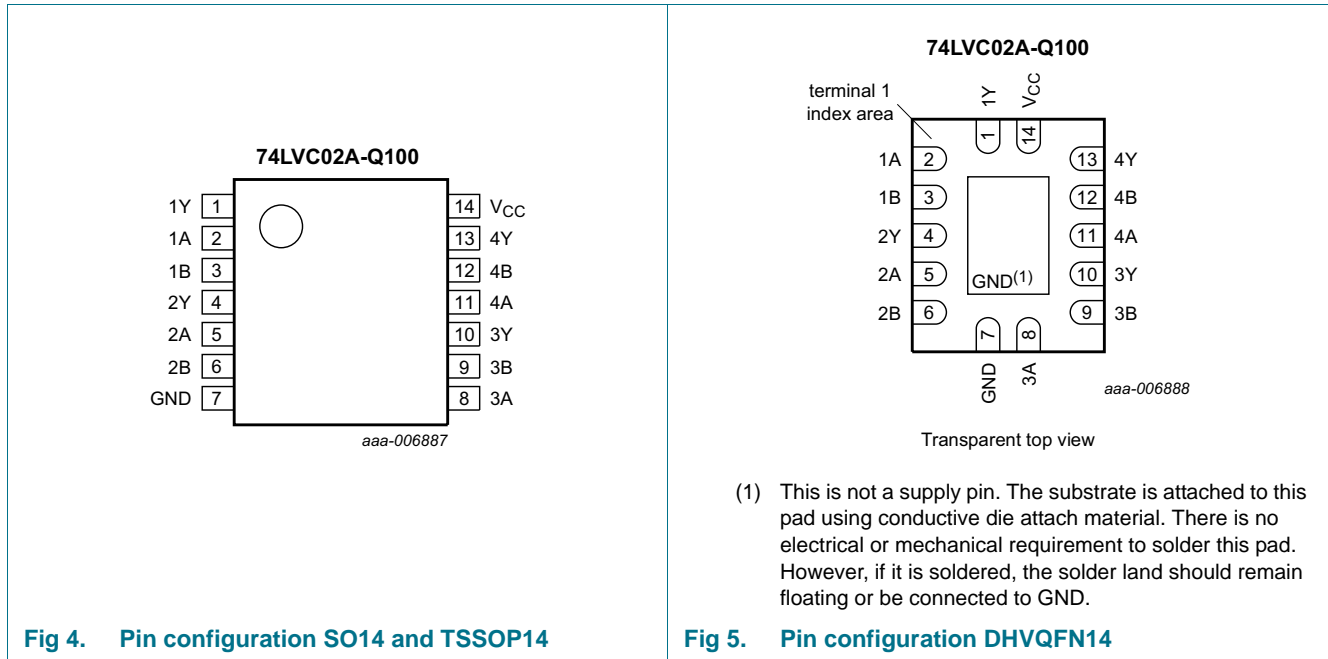 74LVC02A-Q100
1Y 1
1A 2
1B 3
2Y 4
2A 5
2B 6
GND 7
14 VCC
13 4Y
12 4B
11 4A
10 3Y
9 3B
8 3A
aaa-006887
Fig 4. Pin configuration SO14 and TSSOP14
74LVC02A-Q100
terminal 1
index area
1Y VCC
1 14
1A 2
1B 3
2Y 4
2A 5
2B 6
13 4Y
12 4B
11 4A
10 3Y
9 3B
GND(1)
7 8
GND 3A
aaa-006888
Transparent top view
(1) This is not a supply pin. The substrate is attached to this
pad using conductive die attach material. There is no
electrical or mechanical requirement to solder this pad.
However, if it is soldered, the solder land should remain
floating or be connected to GND.
Fig 5. Pin configuration DHVQFN14